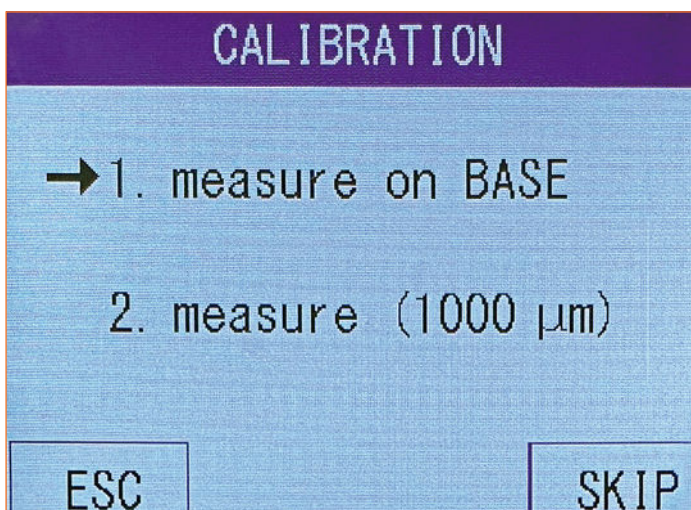 CALIBRATION
→1. measure on BASE
2. measure (1000 μm)
ESC
SKIP